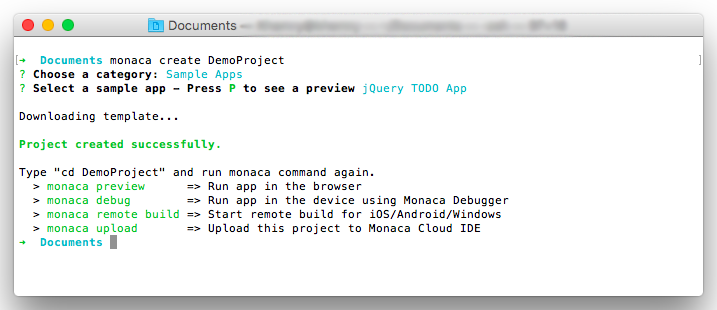 Documents —
[➜ Documents monaca create DemoProject ]
? Choose a category: Sample Apps
? Select a sample app - Press P to see a preview jQuery TODO App
Downloading template...
Project created successfully.
Type "cd DemoProject" and run monaca command again.
> monaca preview => Run app in the browser
> monaca debug => Run app in the device using Monaca Debugger
> monaca remote build => Start remote build for iOS/Android/Windows
> monaca upload => Upload this project to Monaca Cloud IDE
➜ Documents